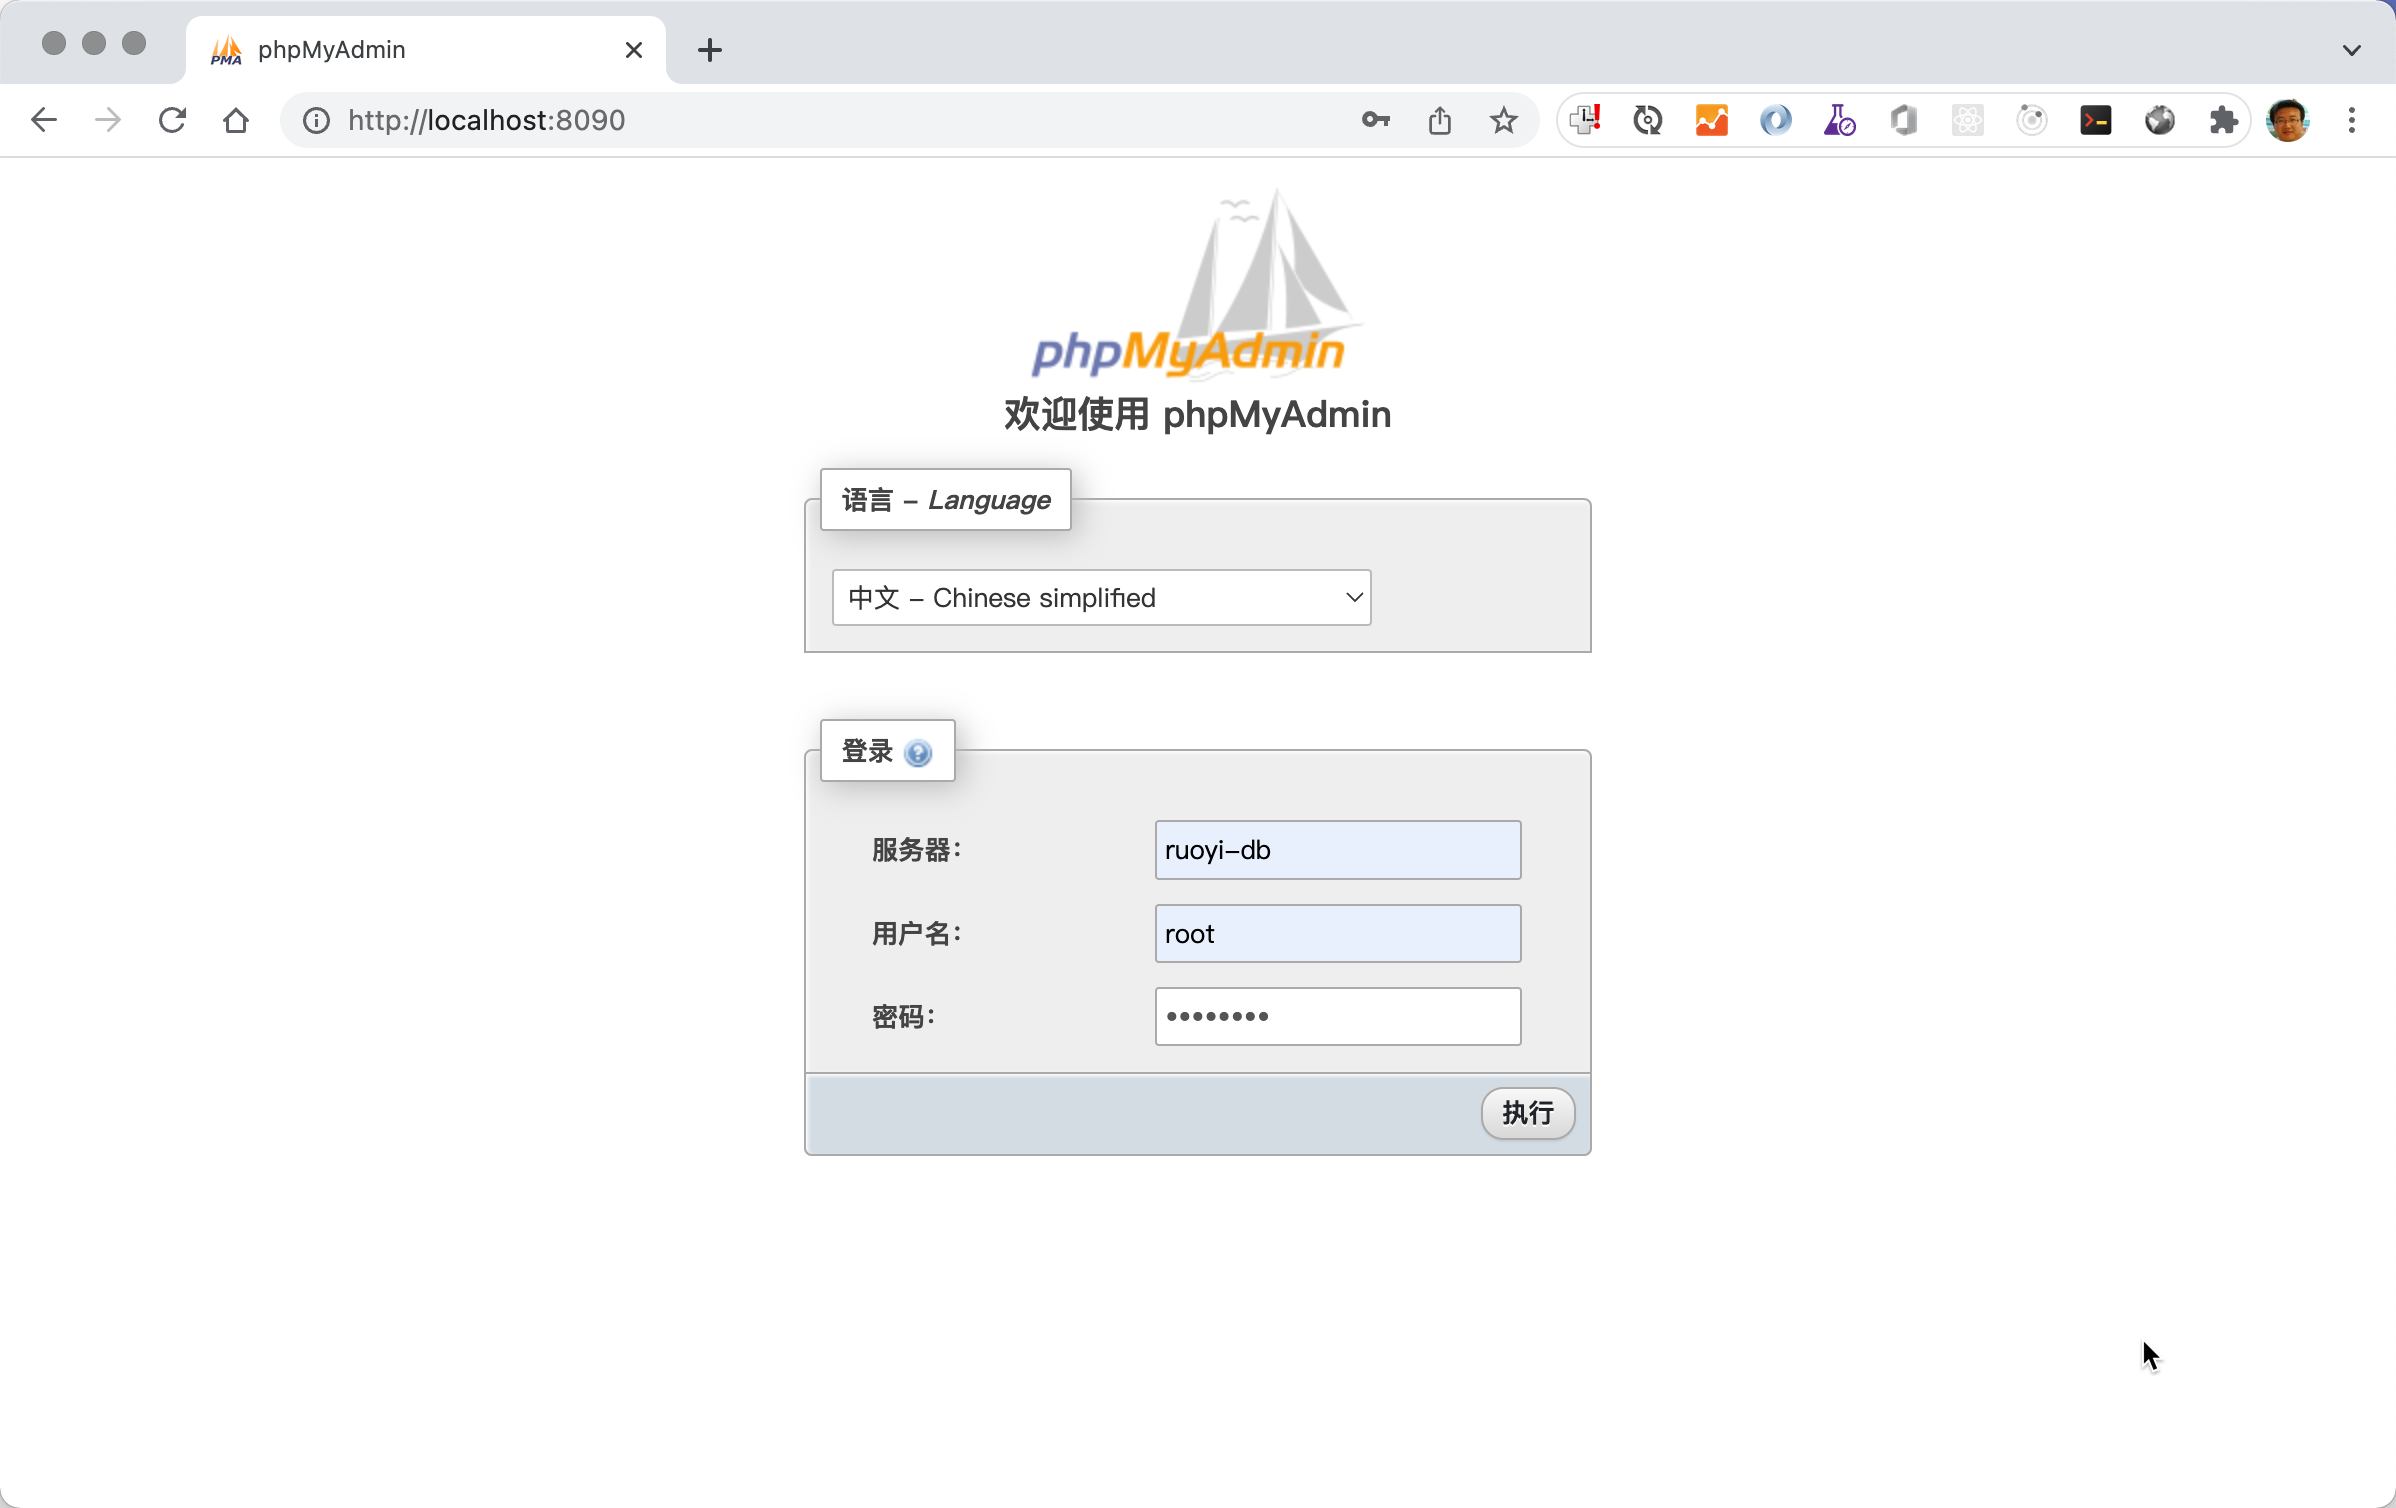 phpMyAdmin
http://localhost:8090
phpMyAdmin
欢迎使用 phpMyAdmin
语言 - Language
中文 - Chinese simplified
登录
服务器：
ruoyi-db
用户名：
root
密码：
••••••••
执行